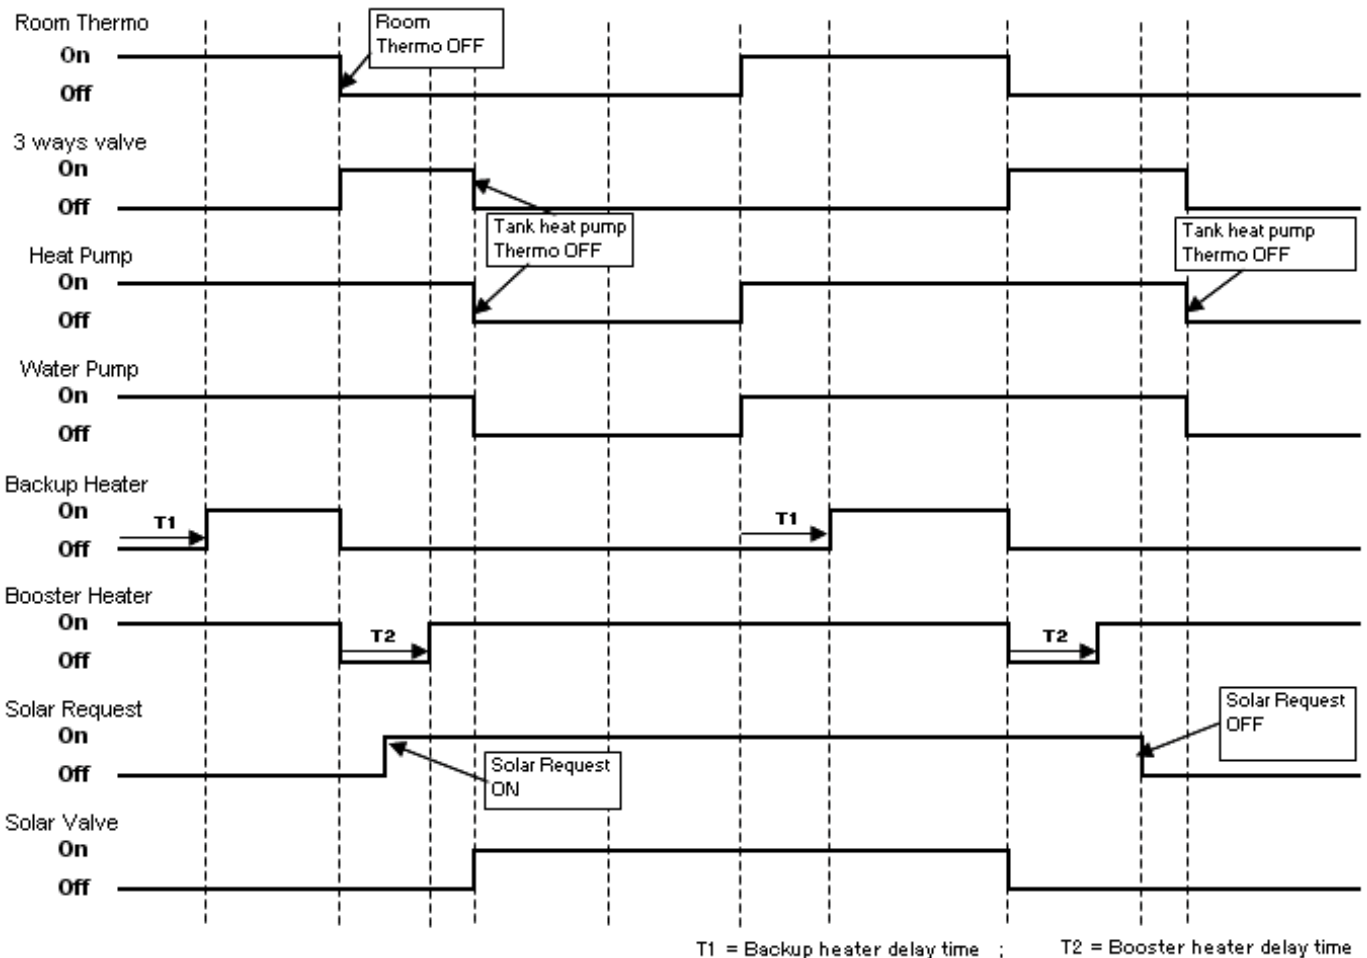 Room Thermo
On
Off
Room
Thermo OFF
3 ways valve
On
Off
Tank heat pump
Thermo OFF
Tank heat pump
Thermo OFF
Heat Pump
On
Off
Water Pump
On
Off
Backup Heater
On
Off
T1
T1
Booster Heater
On
Off
T2
T2
Solar Request
On
Off
Solar Request
ON
Solar Request
OFF
Solar Valve
On
Off
T1 = Backup heater delay time ; T2 = Booster heater delay time